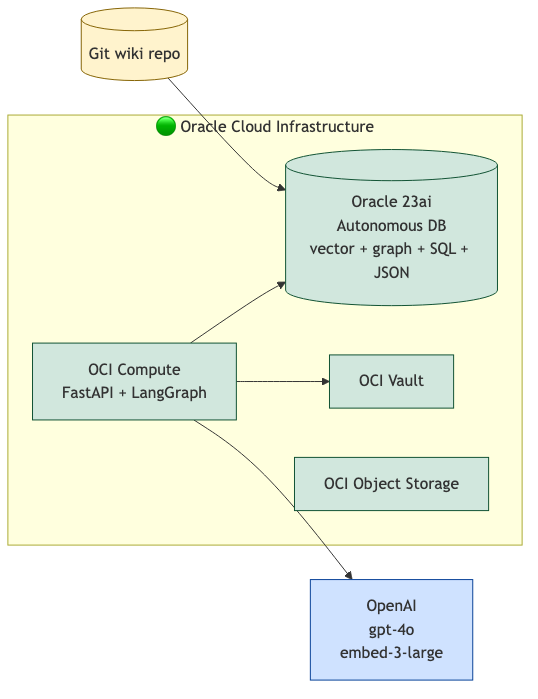 Git wiki repo
Oracle Cloud Infrastructure
Oracle 23ai
Autonomous DB
vector + graph + SQL +
JSON
OCI Compute
FastAPI + LangGraph
OCI Vault
OCI Object Storage
OpenAI
gpt-4o
embed-3-large